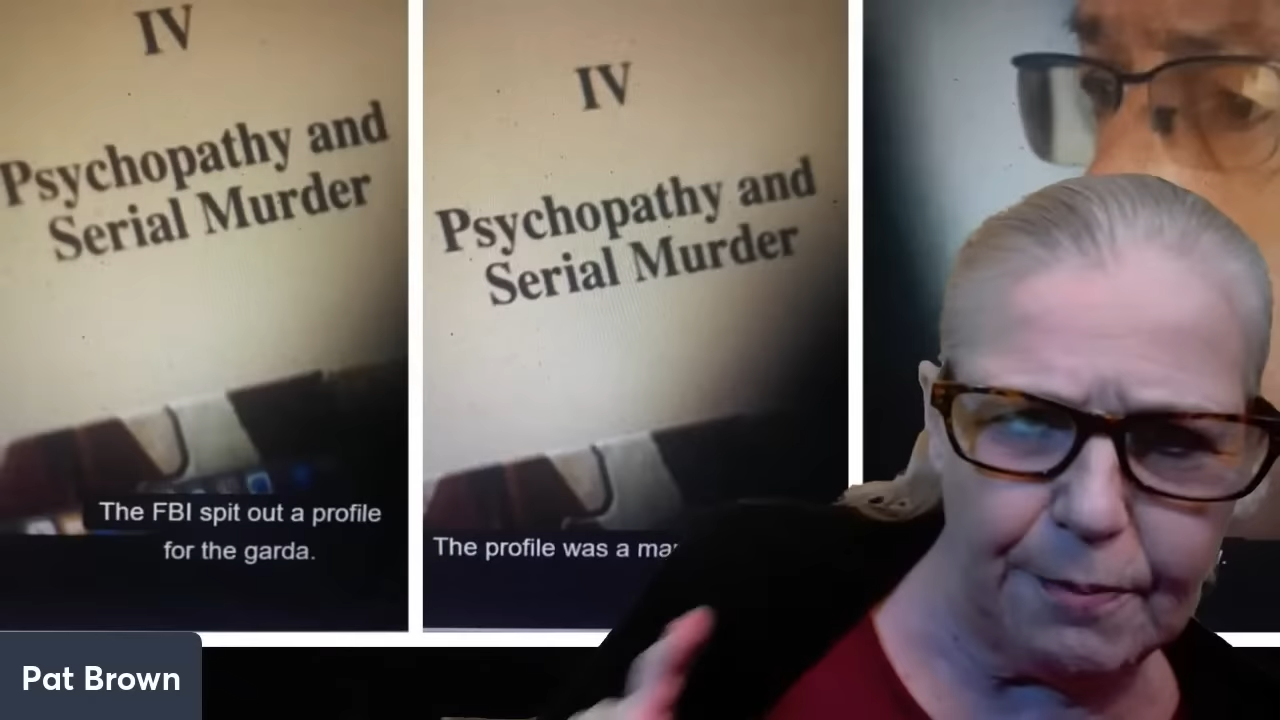 IV
Psychopathy and
Serial Murder
The FBI spit out a profile
for the garda.
IV
Psychopathy and
Serial Murder
The profile was a
Pat Brown